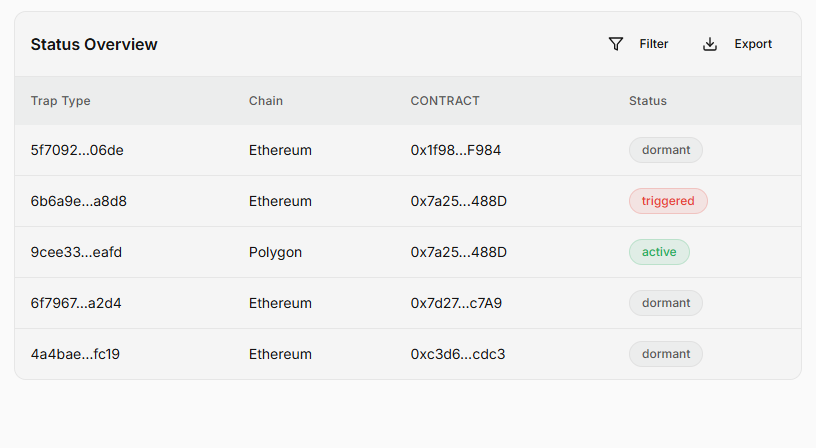 Status Overview
Filter
Export
Trap Type Chain CONTRACT Status
5f7092...06de Ethereum 0x1f98...F984 dormant
6b6a9e...a8d8 Ethereum 0x7a25...488D triggered
9cee33...eafd Polygon 0x7a25...488D active
6f7967...a2d4 Ethereum 0x7d27...c7A9 dormant
4a4bae...fc19 Ethereum 0xc3d6...cdc3 dormant